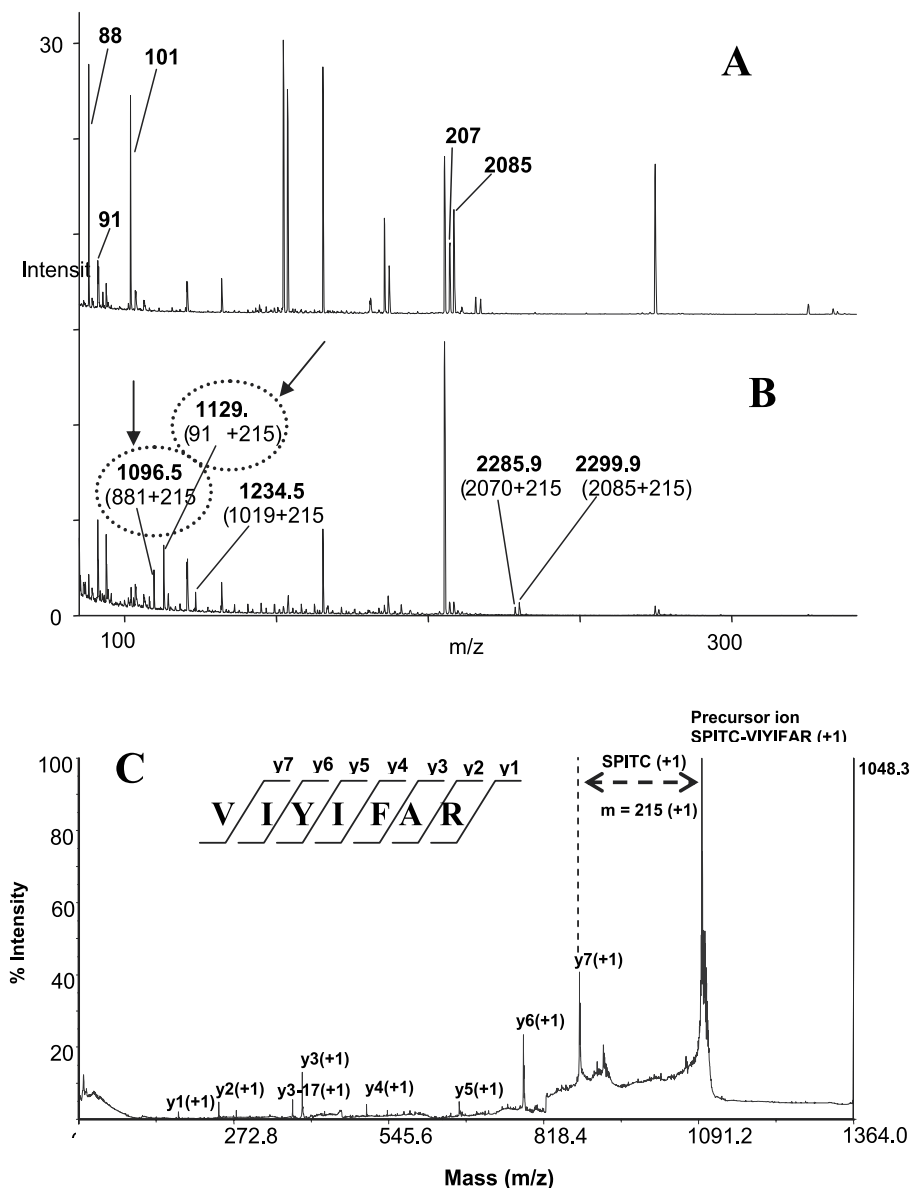 30
88
101
A
207
2085
91
Intensit
B
1129.
(91 +215)
1096.5
(881+215
1234.5
(1019+215
2285.9
(2070+215
2299.9
(2085+215)
0
100
m/z
300
Precursor ion
SPITC-VIYIFAR (+1)
C
100
80
60
40
20
% Intensity
y7 y6 y5 y4 y3 y2 y1
V I Y I F A R
SPITC (+1)
m = 215 (+1)
1048.3
y7(+1)
y6(+1)
y3(+1)
y1(+1)
y2(+1)
y3-17(+1)
y4(+1)
y5(+1)
272.8
545.6
818.4
1091.2
1364.0
Mass (m/z)